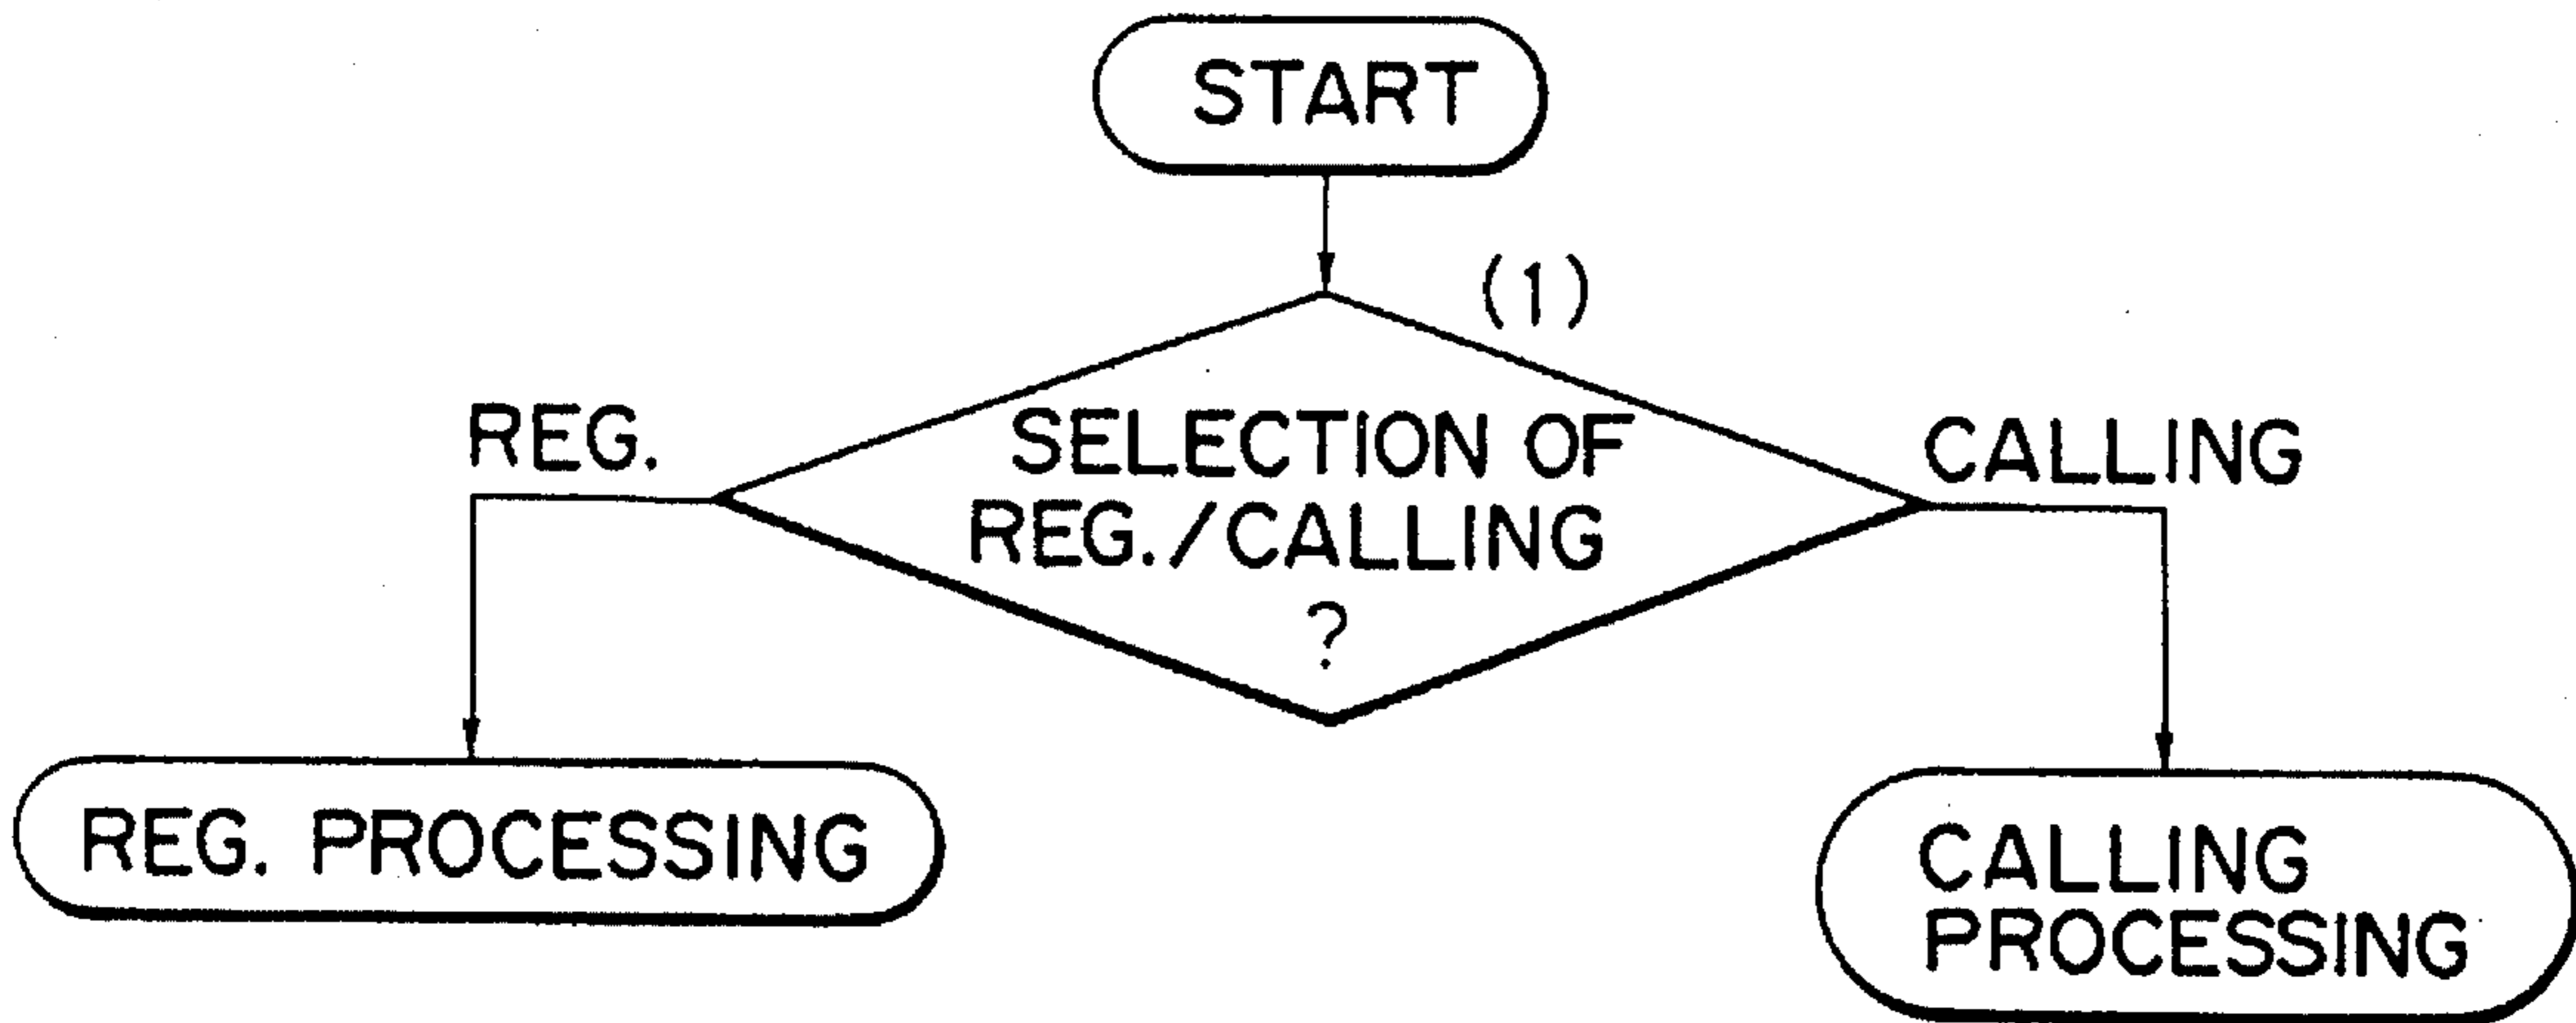 START
(1)
REG.
SELECTION OF
REG./CALLING
?
CALLING
REG. PROCESSING
CALLING
PROCESSING